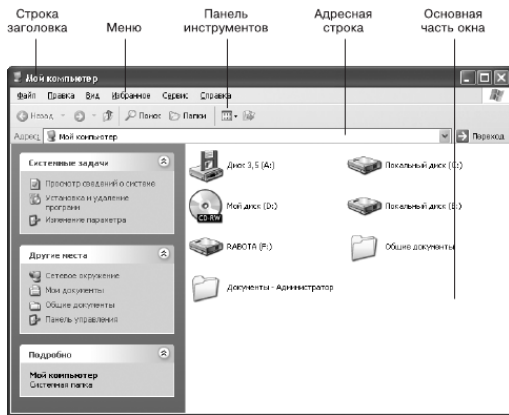 Строка заголовка
Меню
Панель инструментов
Адресная строка
Основная часть окна
Мой компьютер
Файл Правка Вид Избранное Сервис Справка
Назад Поиск Папки
Адрес: Мой компьютер Переход
Системные задачи
Просмотр сведений о системе
Установка и удаление программ
Изменение параметра
Другие места
Сетевое окружение
Мои документы
Общие документы
Панель управления
Подробно
Мой компьютер
Системная папка
Диск 3,5 (A:)
Локальный диск (C:)
CD-RW
Мой диск (D:)
Локальный диск (E:)
RABOTA (F:)
Общие документы
Документы - Администратор